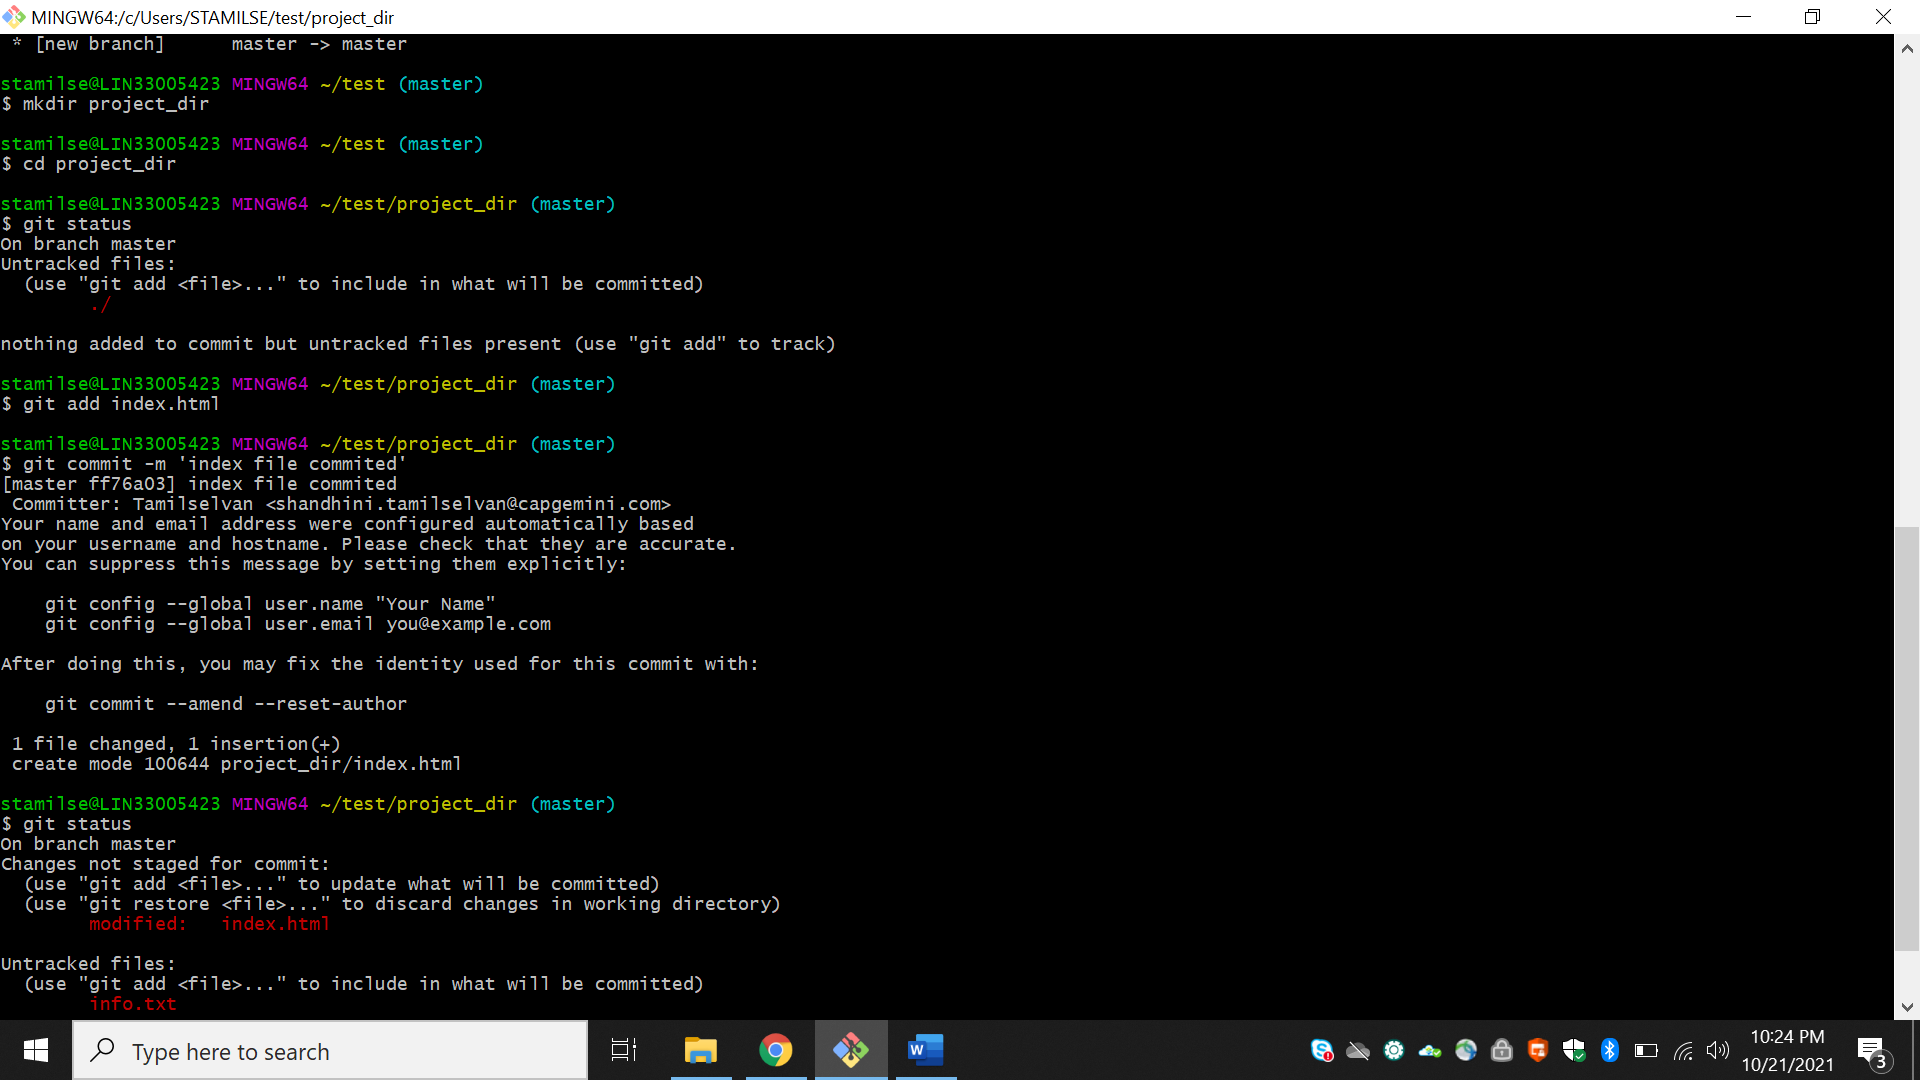 MINGW64:/c/Users/STAMILSE/test/project_dir
* [new branch]      master -> master
stamilse@LIN33005423 MINGW64 ~/test (master)
$ mkdir project_dir
stamilse@LIN33005423 MINGW64 ~/test (master)
$ cd project_dir
stamilse@LIN33005423 MINGW64 ~/test/project_dir (master)
$ git status
On branch master
Untracked files:
  (use "git add <file>..." to include in what will be committed)
        ./
nothing added to commit but untracked files present (use "git add" to track)
stamilse@LIN33005423 MINGW64 ~/test/project_dir (master)
$ git add index.html
stamilse@LIN33005423 MINGW64 ~/test/project_dir (master)
$ git commit -m 'index file commited'
[master ff76a03] index file commited
 Committer: Tamilselvan <shandhini.tamilselvan@capgemini.com>
Your name and email address were configured automatically based
on your username and hostname. Please check that they are accurate.
You can suppress this message by setting them explicitly:
    git config --global user.name "Your Name"
    git config --global user.email you@example.com
After doing this, you may fix the identity used for this commit with:
    git commit --amend --reset-author
 1 file changed, 1 insertion(+)
 create mode 100644 project_dir/index.html
stamilse@LIN33005423 MINGW64 ~/test/project_dir (master)
$ git status
On branch master
Changes not staged for commit:
  (use "git add <file>..." to update what will be committed)
  (use "git restore <file>..." to discard changes in working directory)
        modified:   index.html
Untracked files:
  (use "git add <file>..." to include in what will be committed)
        info.txt
Type here to search
W
10:24 PM
10/21/2021
3